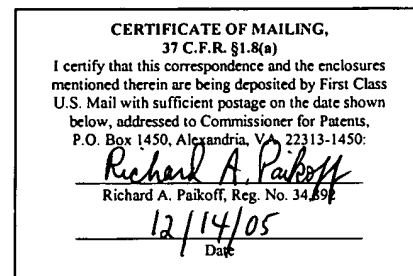 CERTIFICATE OF MAILING,
37 C.F.R. §1.8(a)
I certify that this correspondence and the enclosures
mentioned therein are being deposited by First Class
U.S. Mail with sufficient postage on the date shown
below, addressed to Commissioner for Patents,
P.O. Box 1450, Alexandria, VA, 22313-1450:
Richard A. Paikoff
Richard A. Paikoff, Reg. No. 34,892
12/14/05
Date